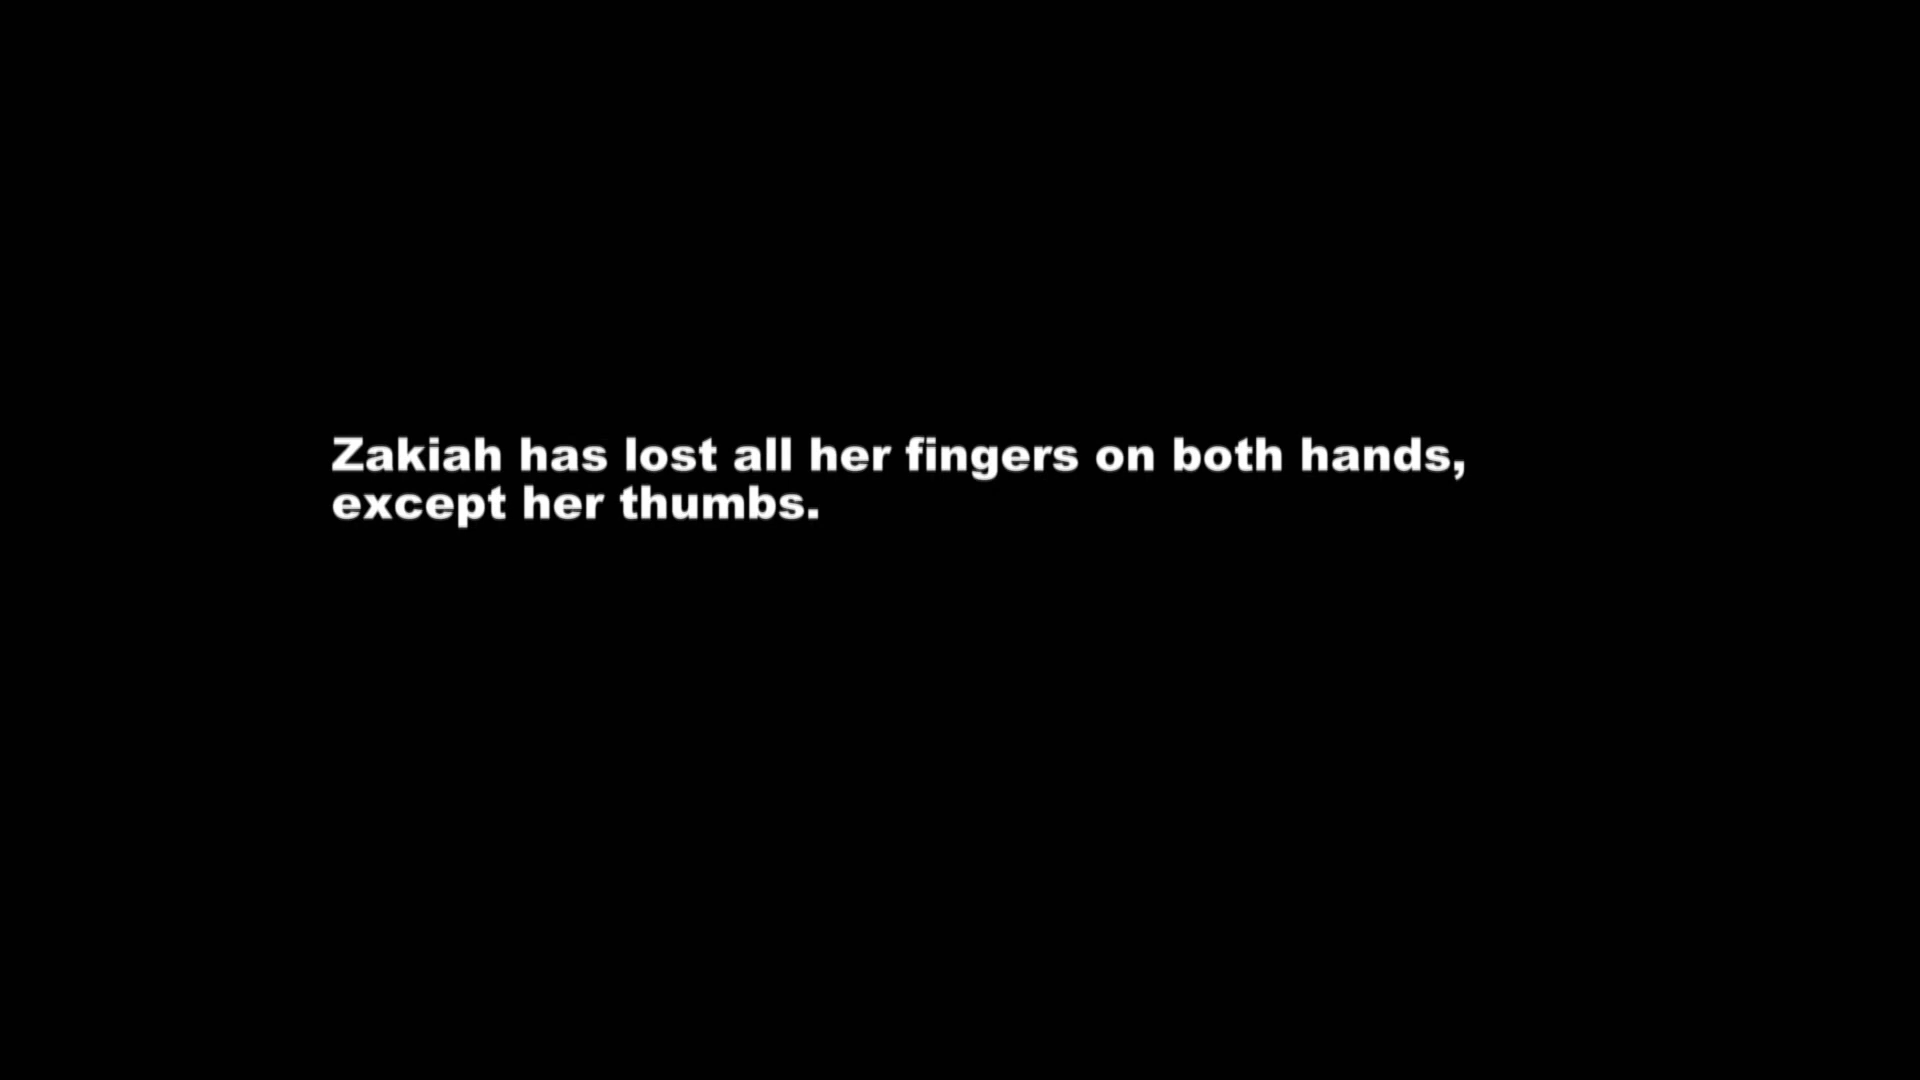 Zakiah has lost all her fingers on both hands,
except her thumbs.